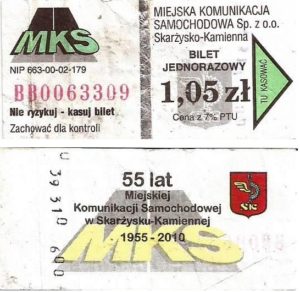 MKS
NIP 663-00-02-179
BB0063309
Nie ryzykuj - kasuj bilet
Zachować dla kontroli
MIEJSKA KOMUNIKACJA
SAMOCHODOWA Sp. z o.o.
Skarżysko-Kamienna
BILET
JEDNORAZOWY
1,05 zł
Cena z 7% PTU
TU KASOWAĆ
U 39310 600
55 lat
Miejskiej
Komunikacji Samochodowej
w Skarżysku-Kamiennej
1955 - 2010
MKS